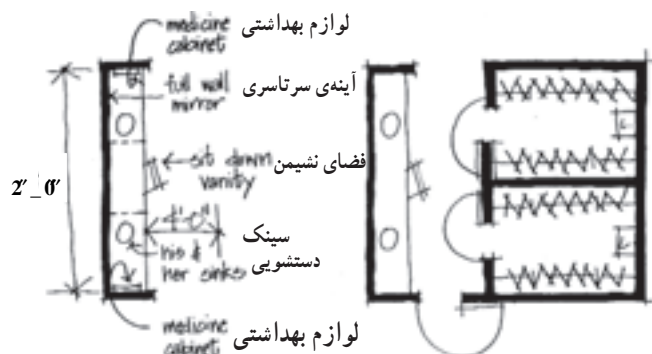 medicine cabinet لوازم بهداشتی
full wall mirror آینه‌ی سرتاسری
sit down vanity فضای نشیمن
2'_0'
4'-0"
his & her sinks سینک دستشویی
medicine cabinet لوازم بهداشتی